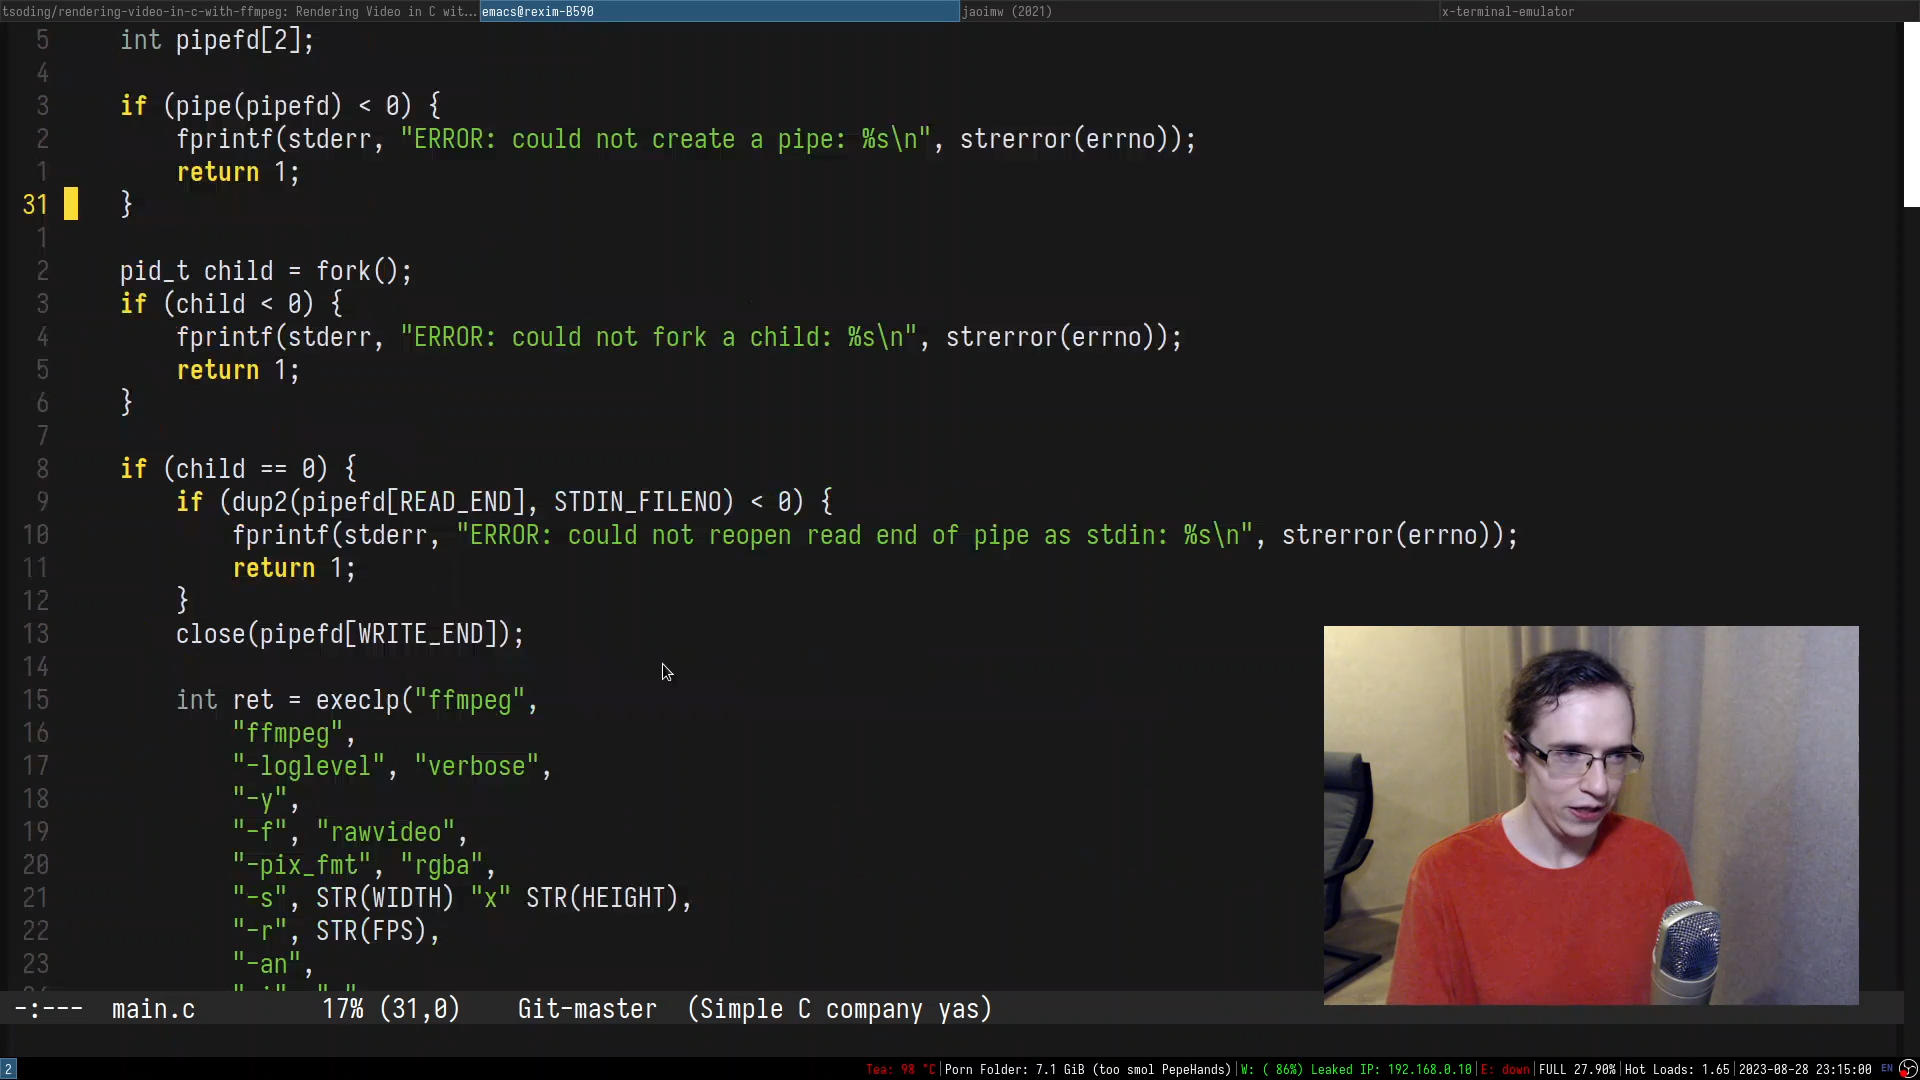 tsoding/rendering-video-in-c-with-ffmpeg: Rendering Video in C wit... emacs@rexim-B590 jaoimw (2021) x-terminal-emulator
5 int pipefd[2];
4
3 if (pipe(pipefd) < 0) {
2 fprintf(stderr, "ERROR: could not create a pipe: %s\n", strerror(errno));
1 return 1;
31 }
1
2 pid_t child = fork();
3 if (child < 0) {
4 fprintf(stderr, "ERROR: could not fork a child: %s\n", strerror(errno));
5 return 1;
6 }
7
8 if (child == 0) {
9 if (dup2(pipefd[READ_END], STDIN_FILENO) < 0) {
10 fprintf(stderr, "ERROR: could not reopen read end of pipe as stdin: %s\n", strerror(errno));
11 return 1;
12 }
13 close(pipefd[WRITE_END]);
14
15 int ret = execlp("ffmpeg",
16 "ffmpeg",
17 "-loglevel", "verbose",
18 "-y",
19 "-f", "rawvideo",
20 "-pix_fmt", "rgba",
21 "-s", STR(WIDTH) "x" STR(HEIGHT),
22 "-r", STR(FPS),
23 "-an",
-:--- main.c 17% (31,0) Git-master (Simple C company yas)
2 Tea: 98 °C|Porn Folder: 7.1 GiB (too smol PepeHands)|W: ( 86%) Leaked IP: 192.168.0.10|E: down|FULL 27.90%|Hot Loads: 1.65|2023-08-28 23:15:00 EN